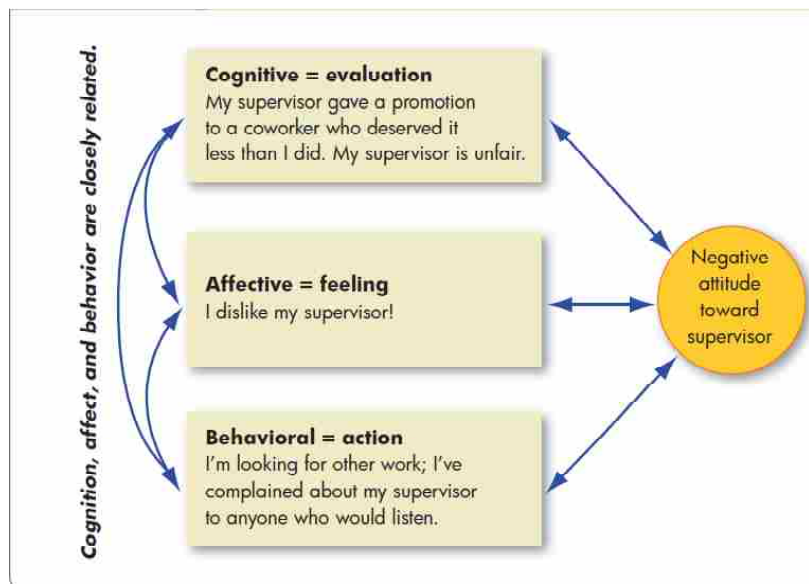 Cognition, affect, and behavior are closely related.
Cognitive = evaluation
My supervisor gave a promotion
to a coworker who deserved it
less than I did. My supervisor is unfair.
Affective = feeling
I dislike my supervisor!
Behavioral = action
I'm looking for other work; I've
complained about my supervisor
to anyone who would listen.
Negative
attitude
toward
supervisor